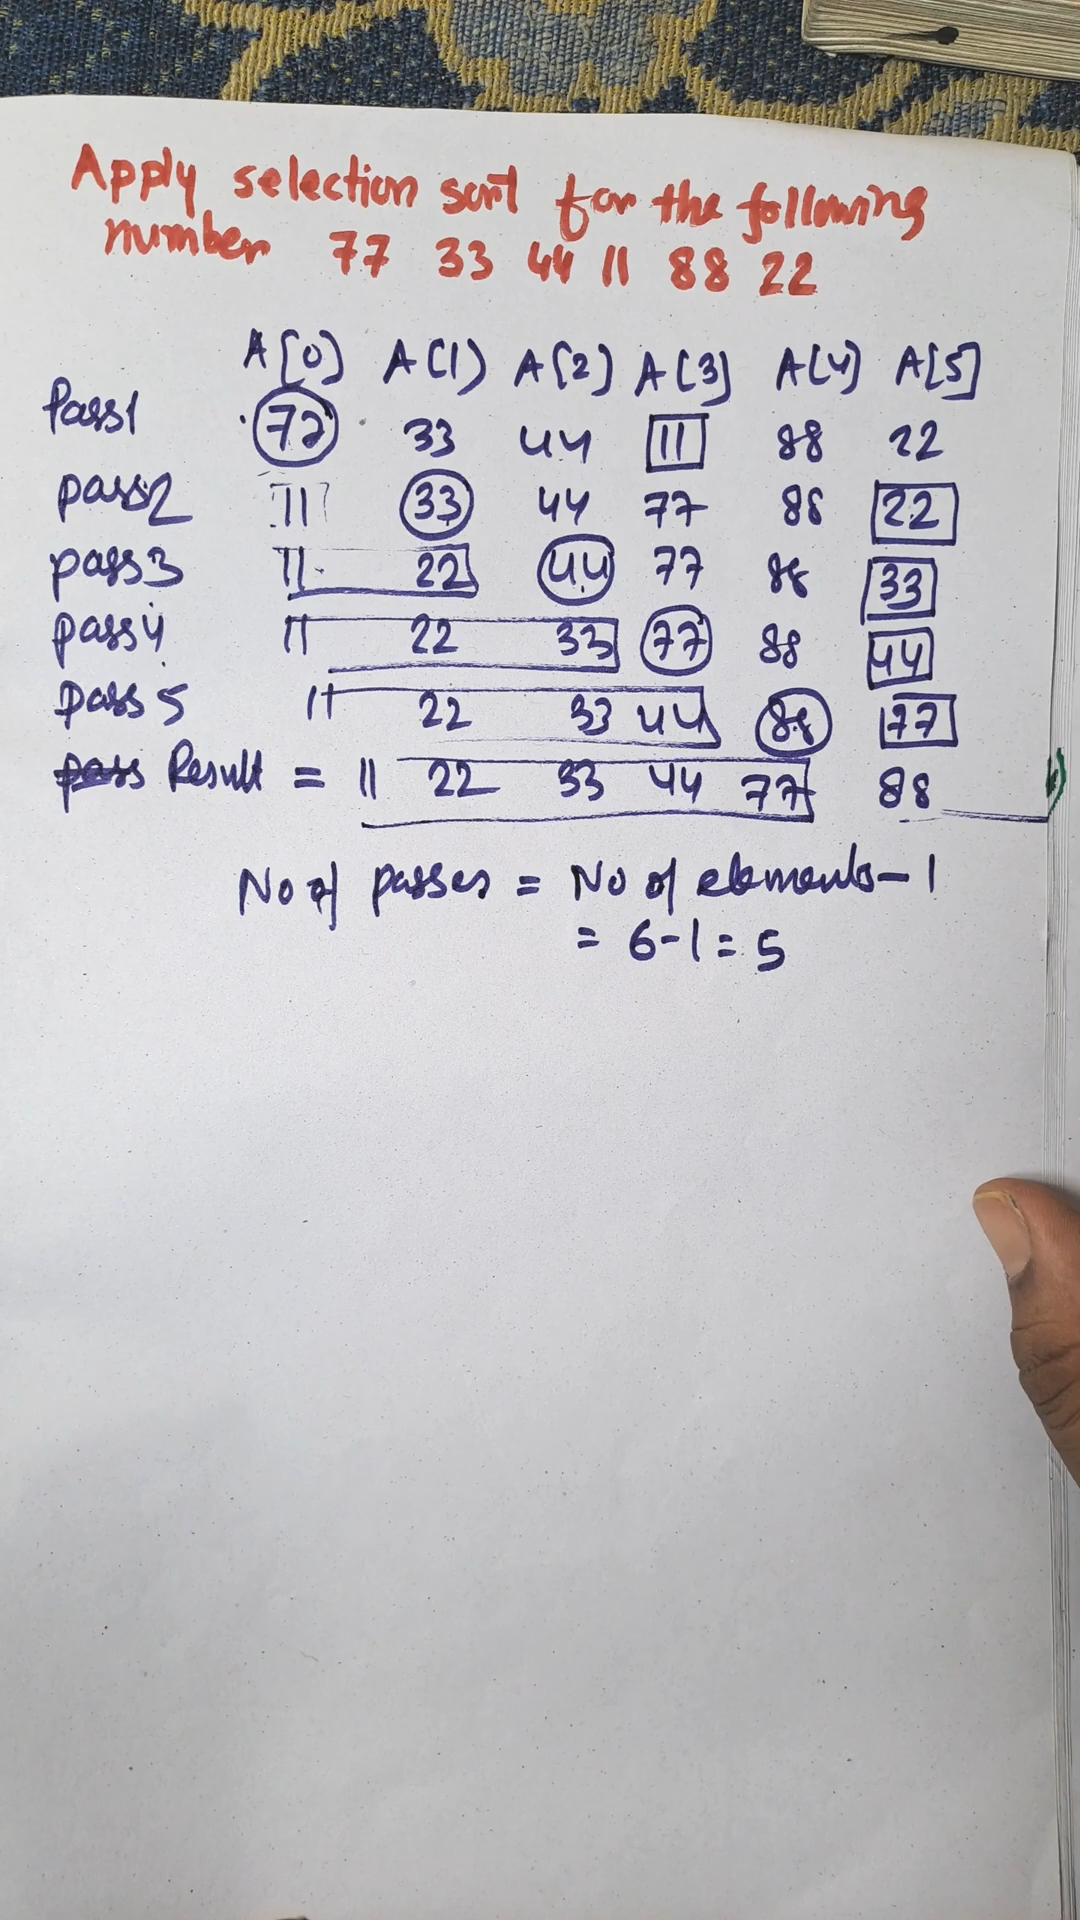 Apply selection sort for the following
number 77 33 44 11 88 22
A[0] A(1) A[2] A[3] A[4] A[5]
Pass1 77 33 44 11 88 22
pass2 11 33 44 77 88 22
pass3 11 22 44 77 88 33
pass4 11 22 33 77 88 44
pass5 11 22 33 44 88 77
pass Result = 11 22 33 44 77 88
No of passes = No of elements-1
= 6-1=5